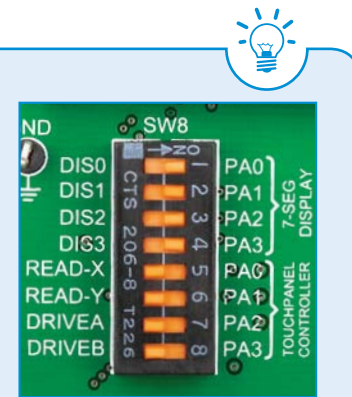 ND
SW8
ON
DIS0 1 PA0
DIS1 2 PA1
DIS2 3 PA2
DIS3 4 PA3
7-SEG
DISPLAY
READ-X 5 PA0
READ-Y 6 PA1
DRIVEA 7 PA2
DRIVEB 8 PA3
TOUCHPANEL
CONTROLLER
CTS 206-8 T226